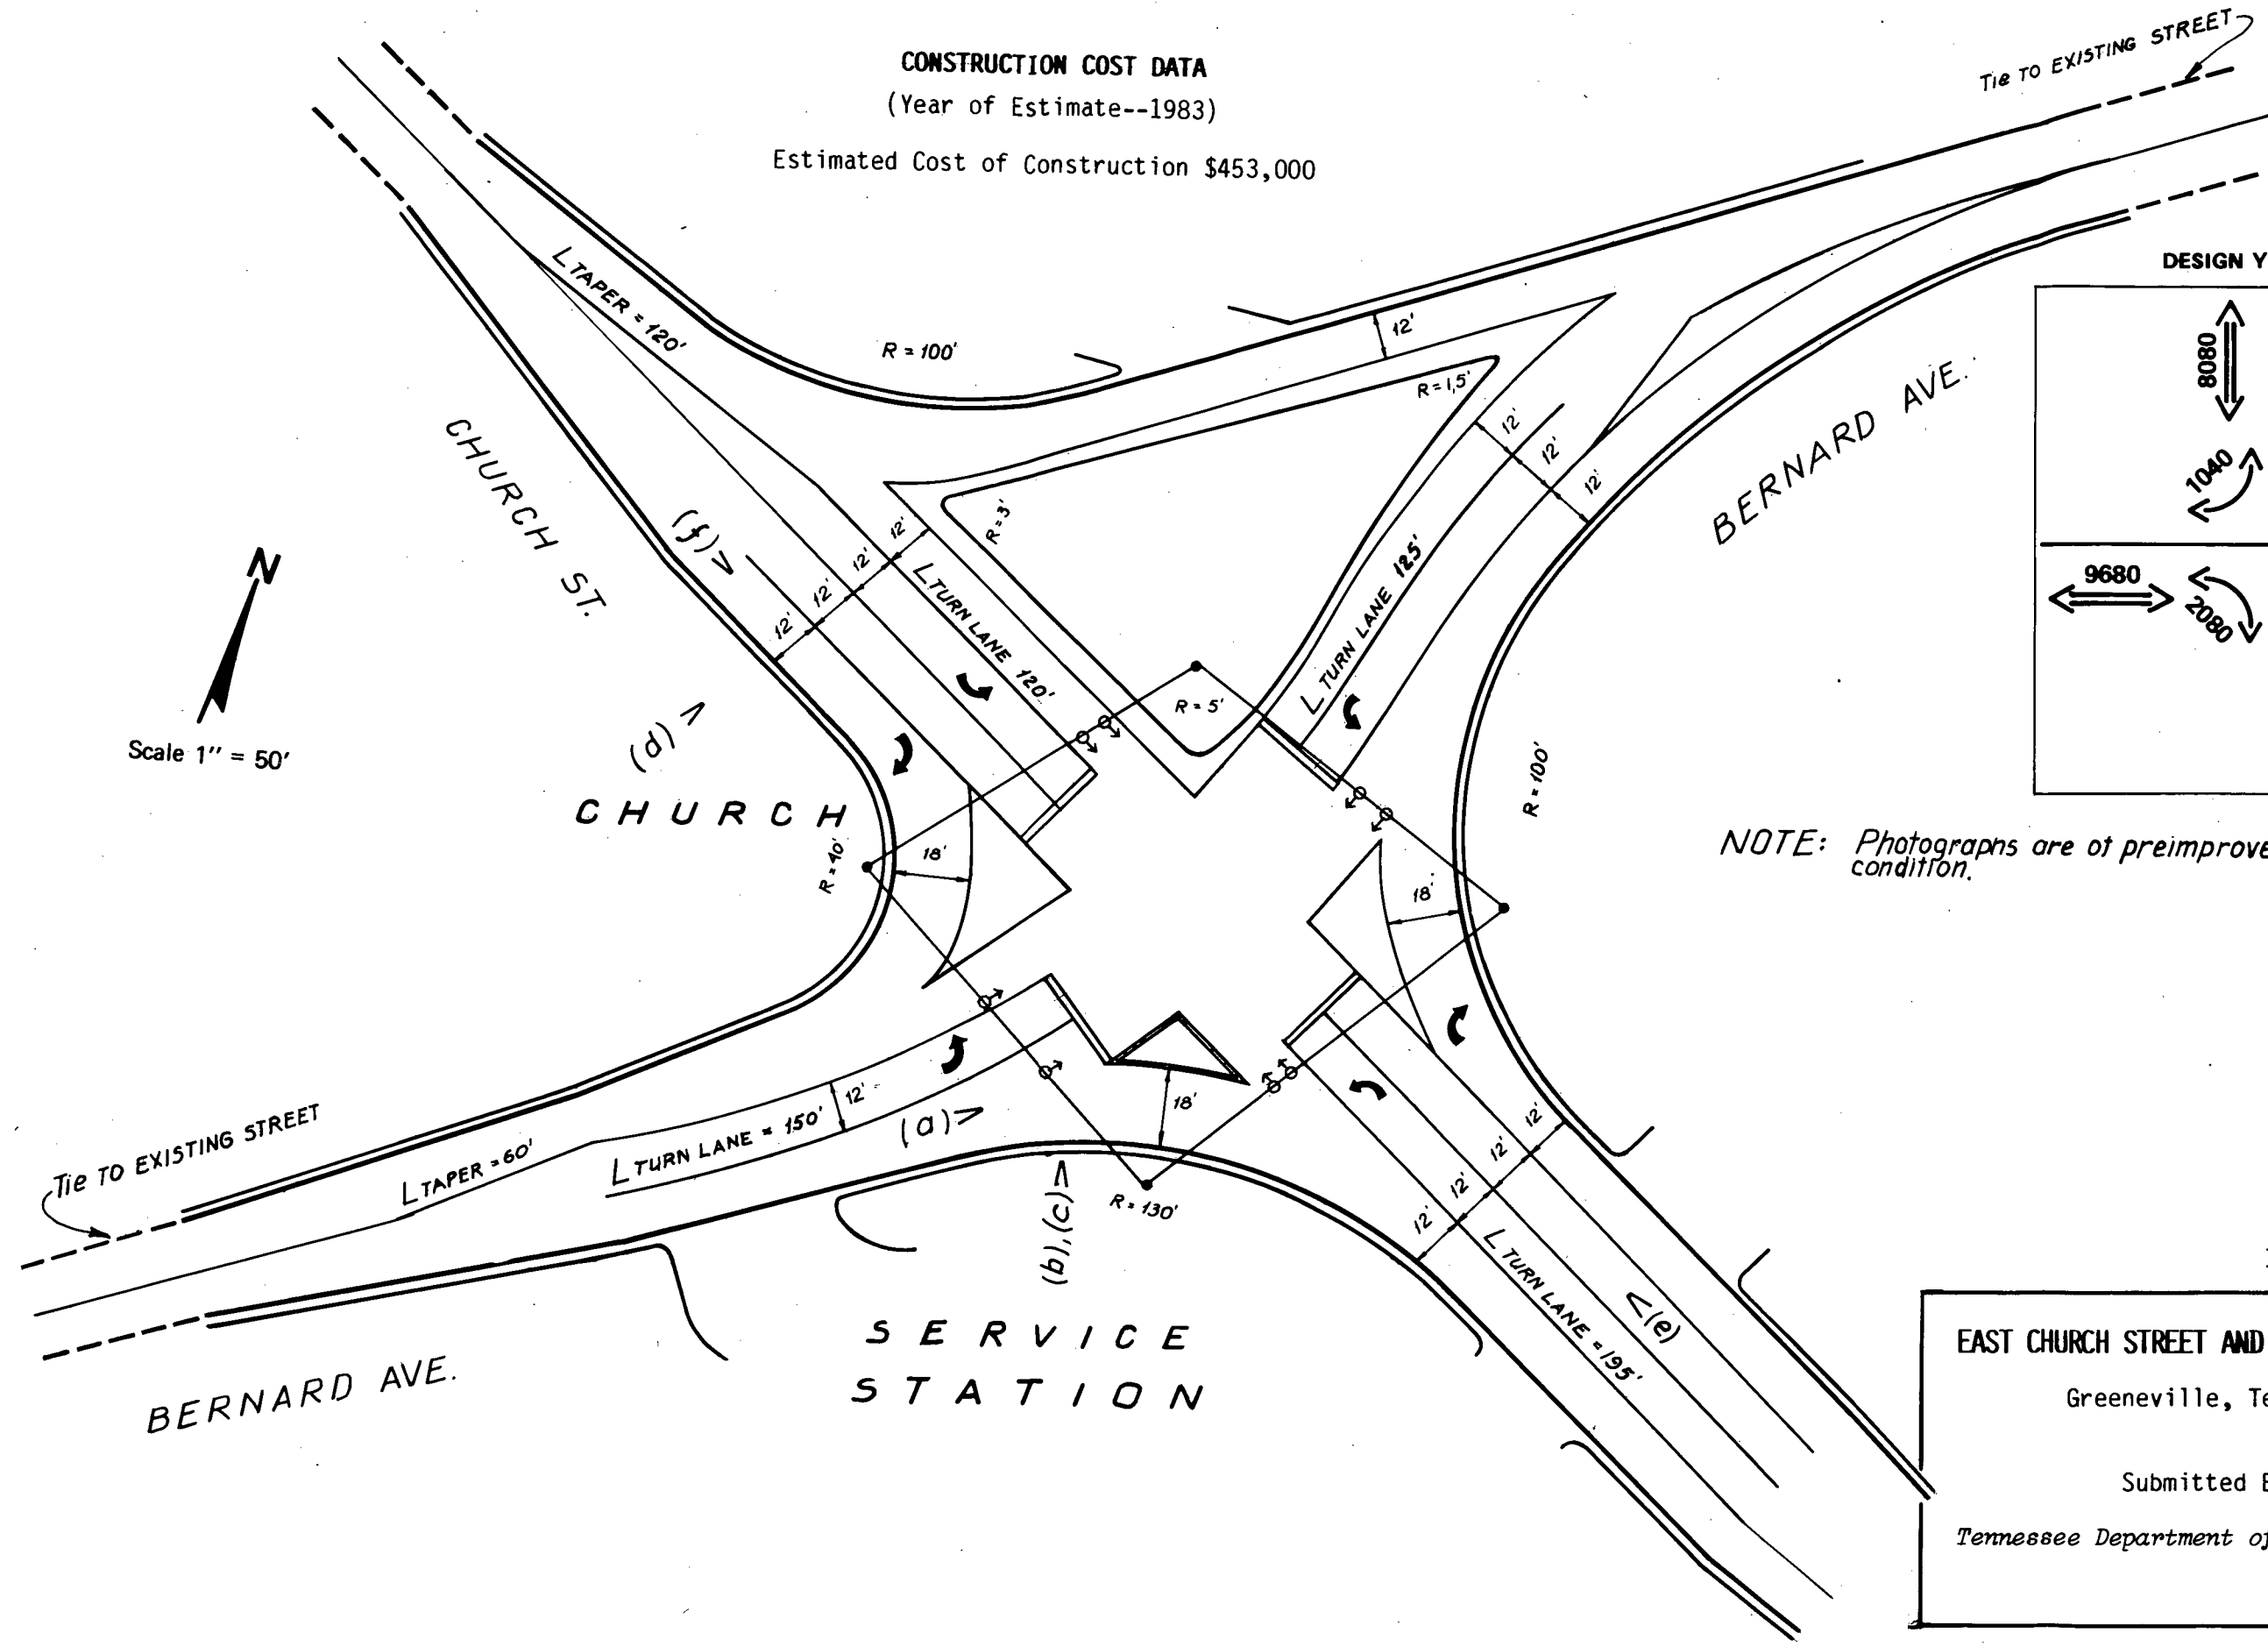 CONSTRUCTION COST DATA
(Year of Estimate--1983)
Estimated Cost of Construction $453,000
Tie TO EXISTING STREET
L TAPER = 120'
R = 100'
12'
R = 1,5'
CHURCH ST.
(f) >
R = 3'
12'
12'
12'
12'
L TURN LANE 120'
12'
12'
12'
L TURN LANE 125'
BERNARD AVE.
DESIGN Y
8080
1040
9680
2080
N
Scale 1" = 50'
(d) >
CHURCH
R = 40'
18'
R = 5'
R = 100'
18'
NOTE: Photographs are of preimprove
condition.
Tie TO EXISTING STREET
L TAPER = 60'
L TURN LANE = 150'
12'
(a) >
18'
(b),(c) >
R = 130'
12'
12'
12'
12'
L TURN LANE = 195'
<(e)
BERNARD AVE.
SERVICE
STATION
EAST CHURCH STREET AND
Greeneville, Te
Submitted B
Tennessee Department of